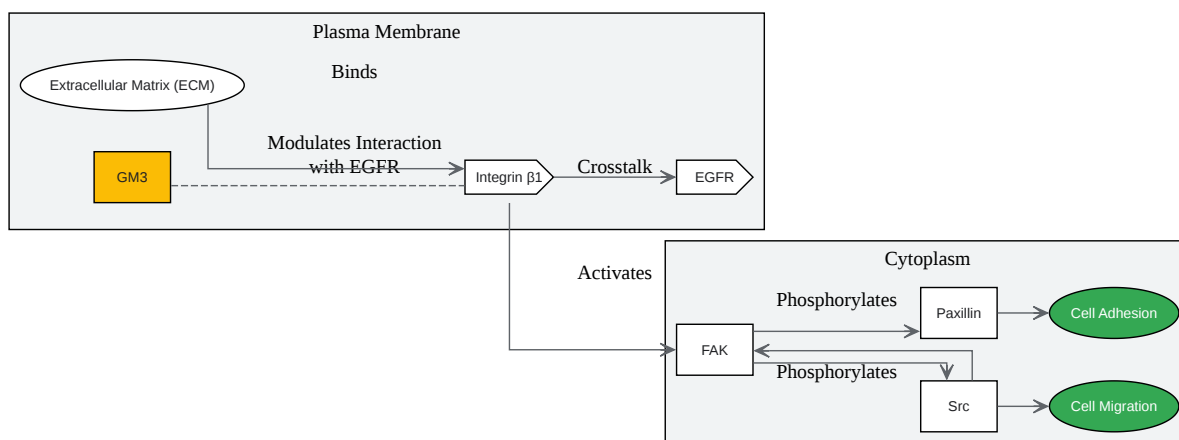 Plasma Membrane
Binds
Extracellular Matrix (ECM)
Modulates Interaction
with EGFR
GM3
Integrin β1
Crosstalk
EGFR
Activates
Cytoplasm
Phosphorylates
Paxillin
Cell Adhesion
FAK
Phosphorylates
Src
Cell Migration